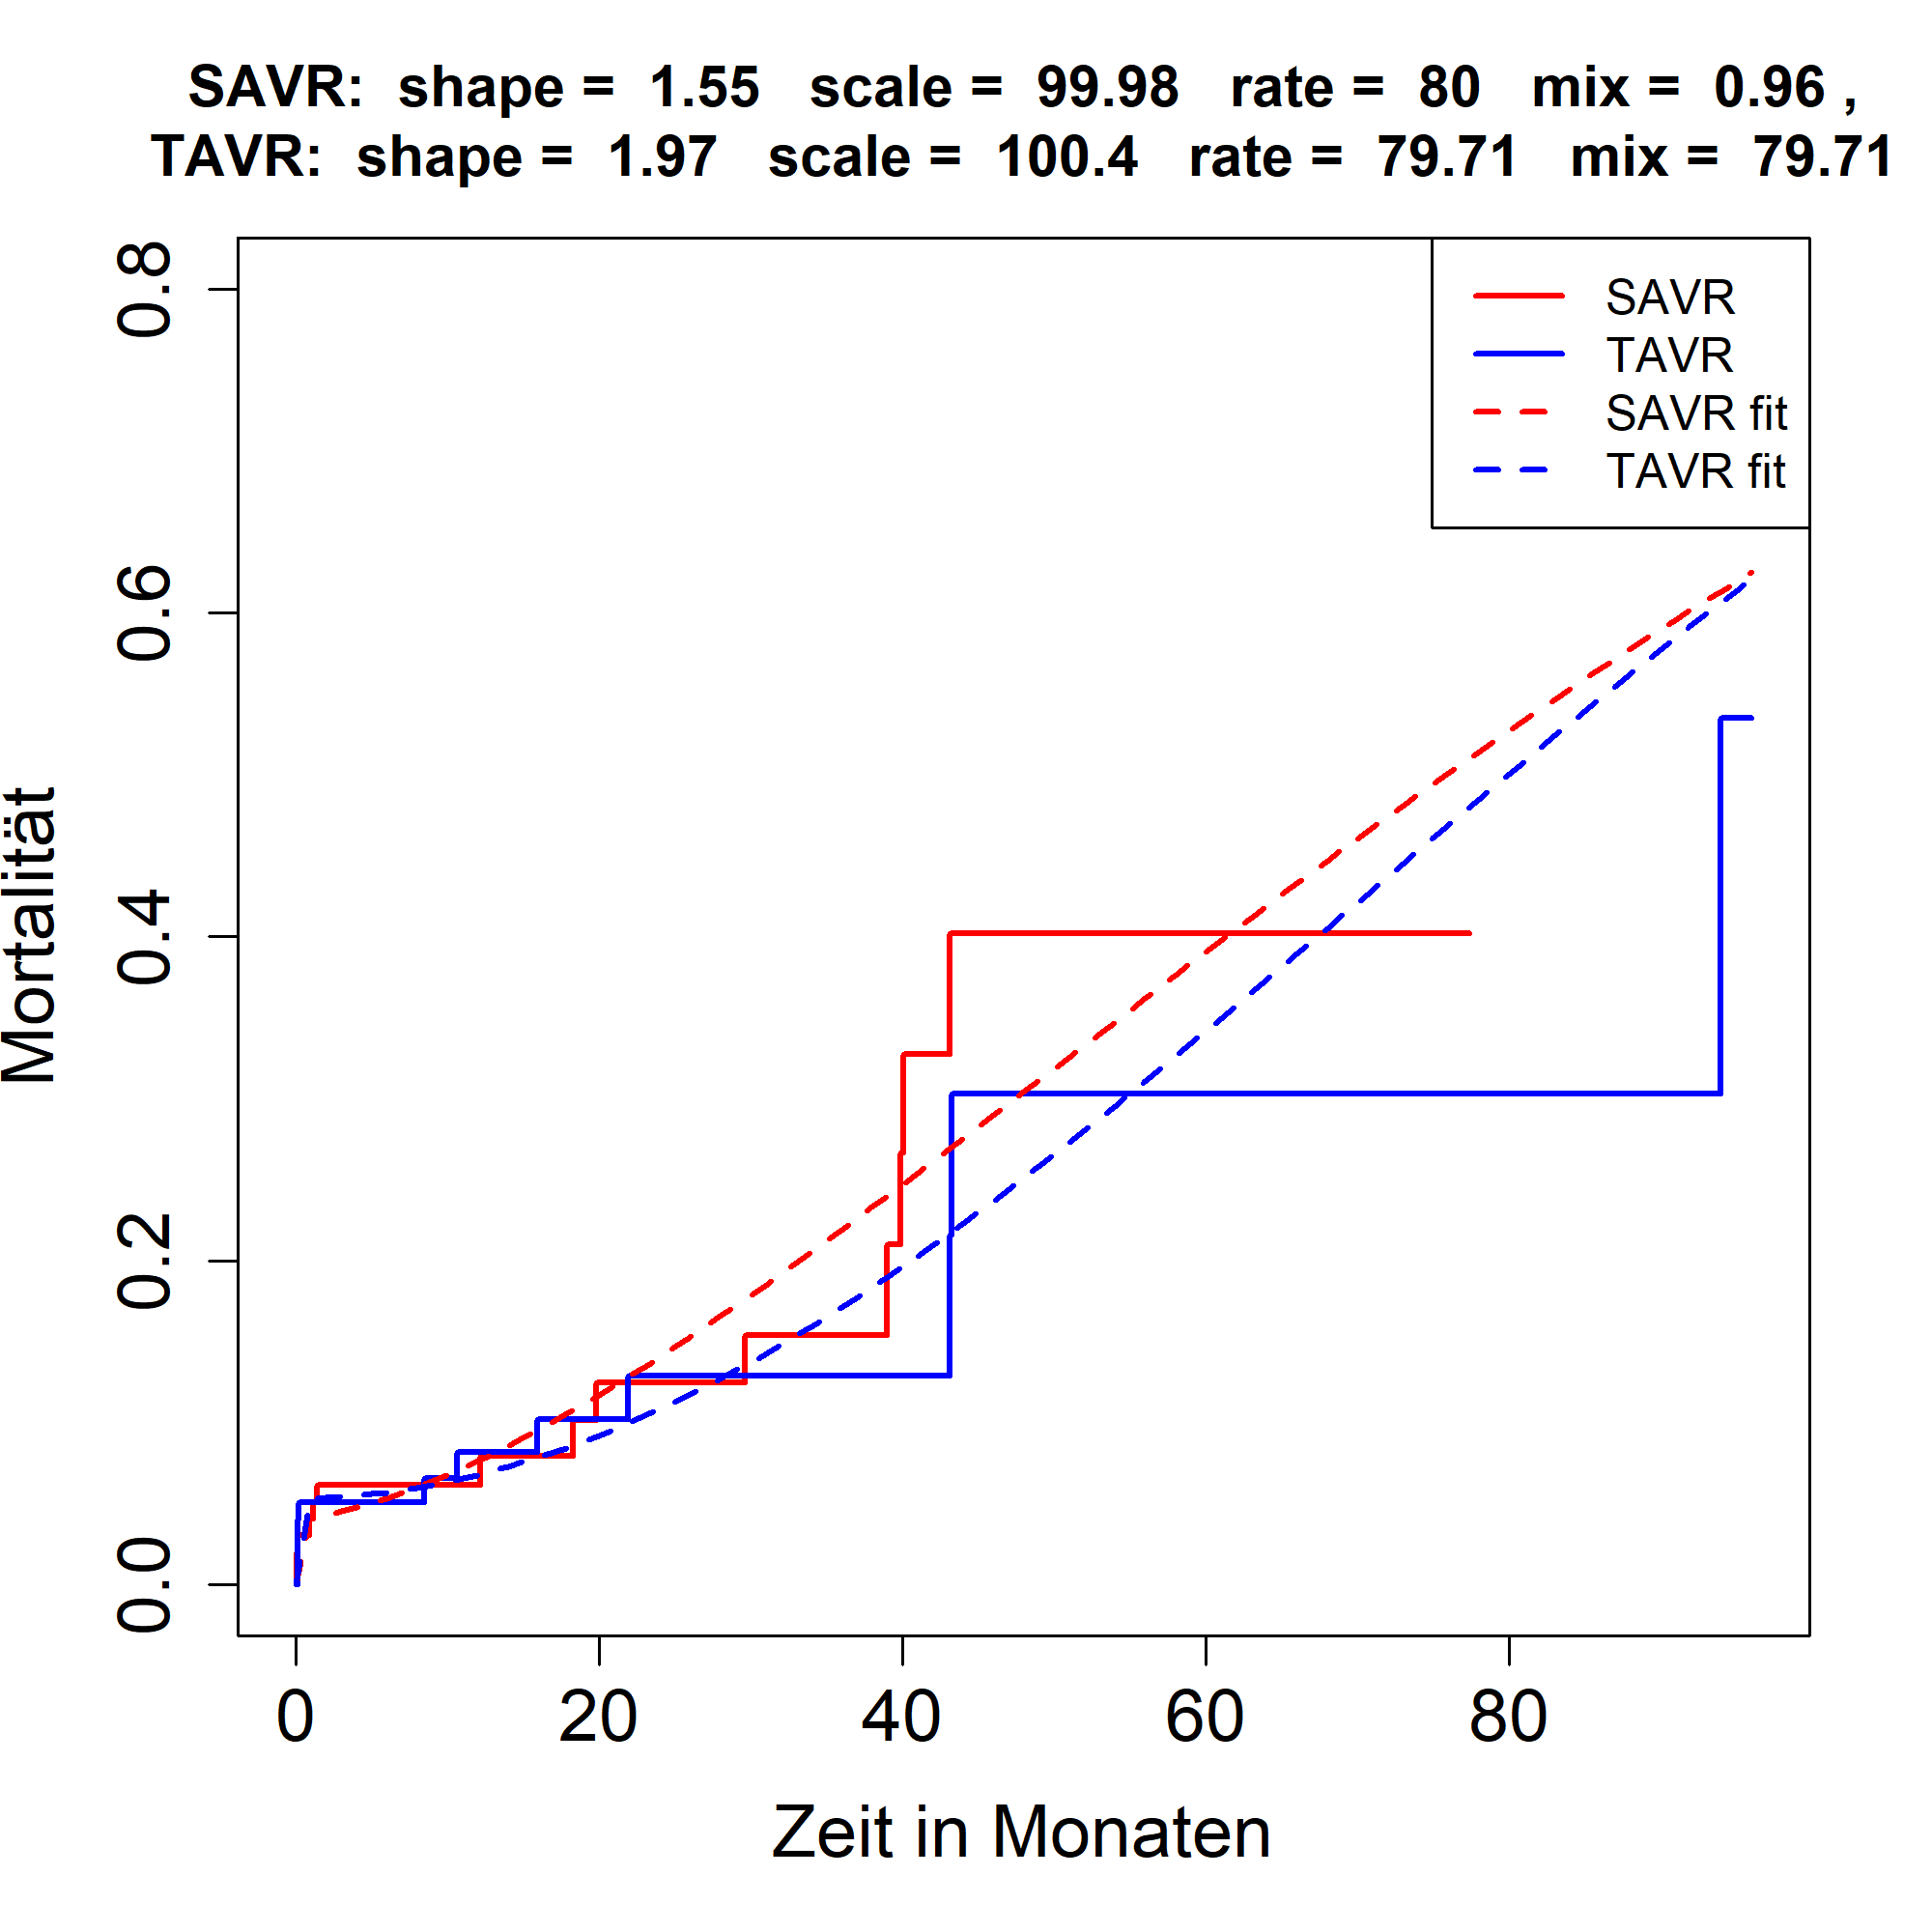 SAVR: shape = 1.55 scale = 99.98 rate = 80 mix = 0.96 ,
TAVR: shape = 1.97 scale = 100.4 rate = 79.71 mix = 79.71
SAVR
TAVR
SAVR fit
TAVR fit
0.8
0.6
0.4
0.2
0.0
Mortalität
0 20 40 60 80
Zeit in Monaten